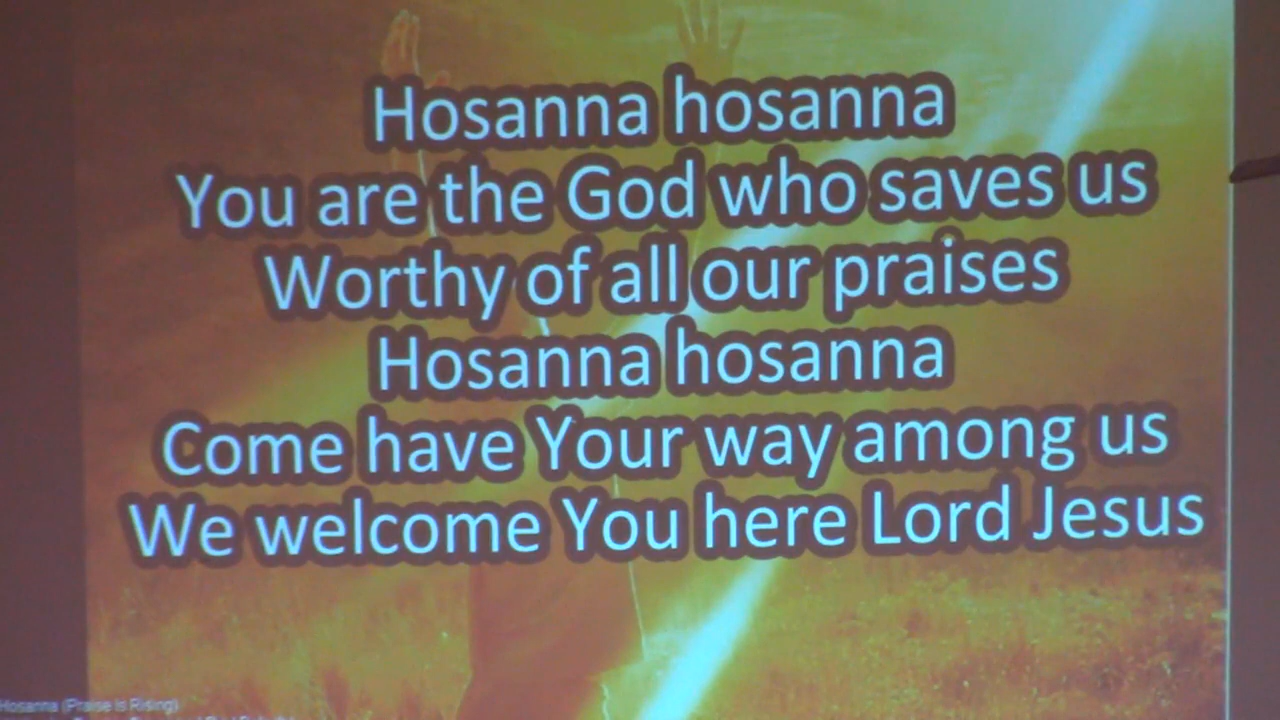 Hosanna hosanna
You are the God who saves us
Worthy of all our praises
Hosanna hosanna
Come have Your way among us
We welcome You here Lord Jesus
Hosanna (Praise Is Rising)